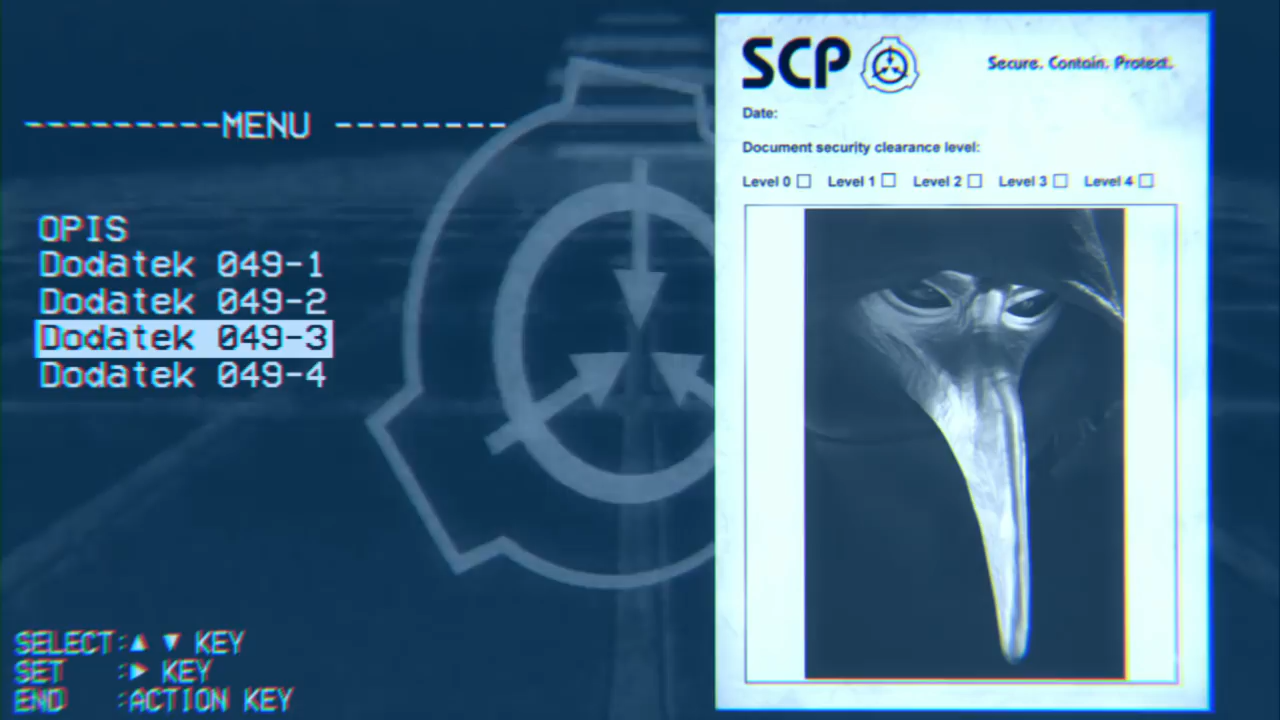 ---------MENU --------
OPIS
Dodatek 049-1
Dodatek 049-2
Dodatek 049-3
Dodatek 049-4
SELECT:▲ ▼ KEY
SET :► KEY
END :ACTION KEY
SCP
Secure. Contain. Protect.
Date:
Document security clearance level:
Level 0 ☐ Level 1 ☐ Level 2 ☐ Level 3 ☐ Level 4 ☐